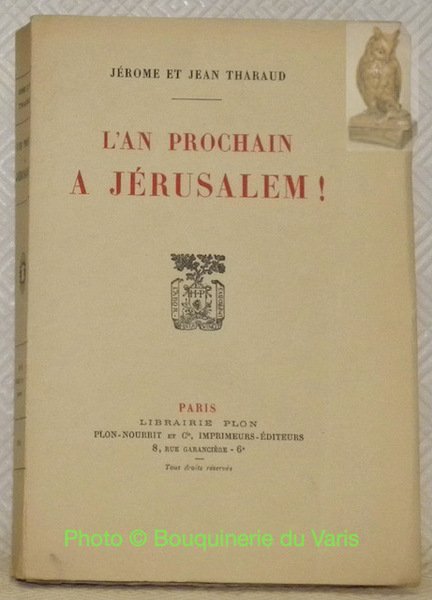 JÉROME ET JEAN THARAUD
L'AN PROCHAIN
A JÉRUSALEM !
PARIS
LIBRAIRIE PLON
PLON-NOURRIT ET Cie, IMPRIMEURS-ÉDITEURS
8, RUE GARANCIÈRE - 6e
Tous droits réservés
Photo © Bouquinerie du Varis